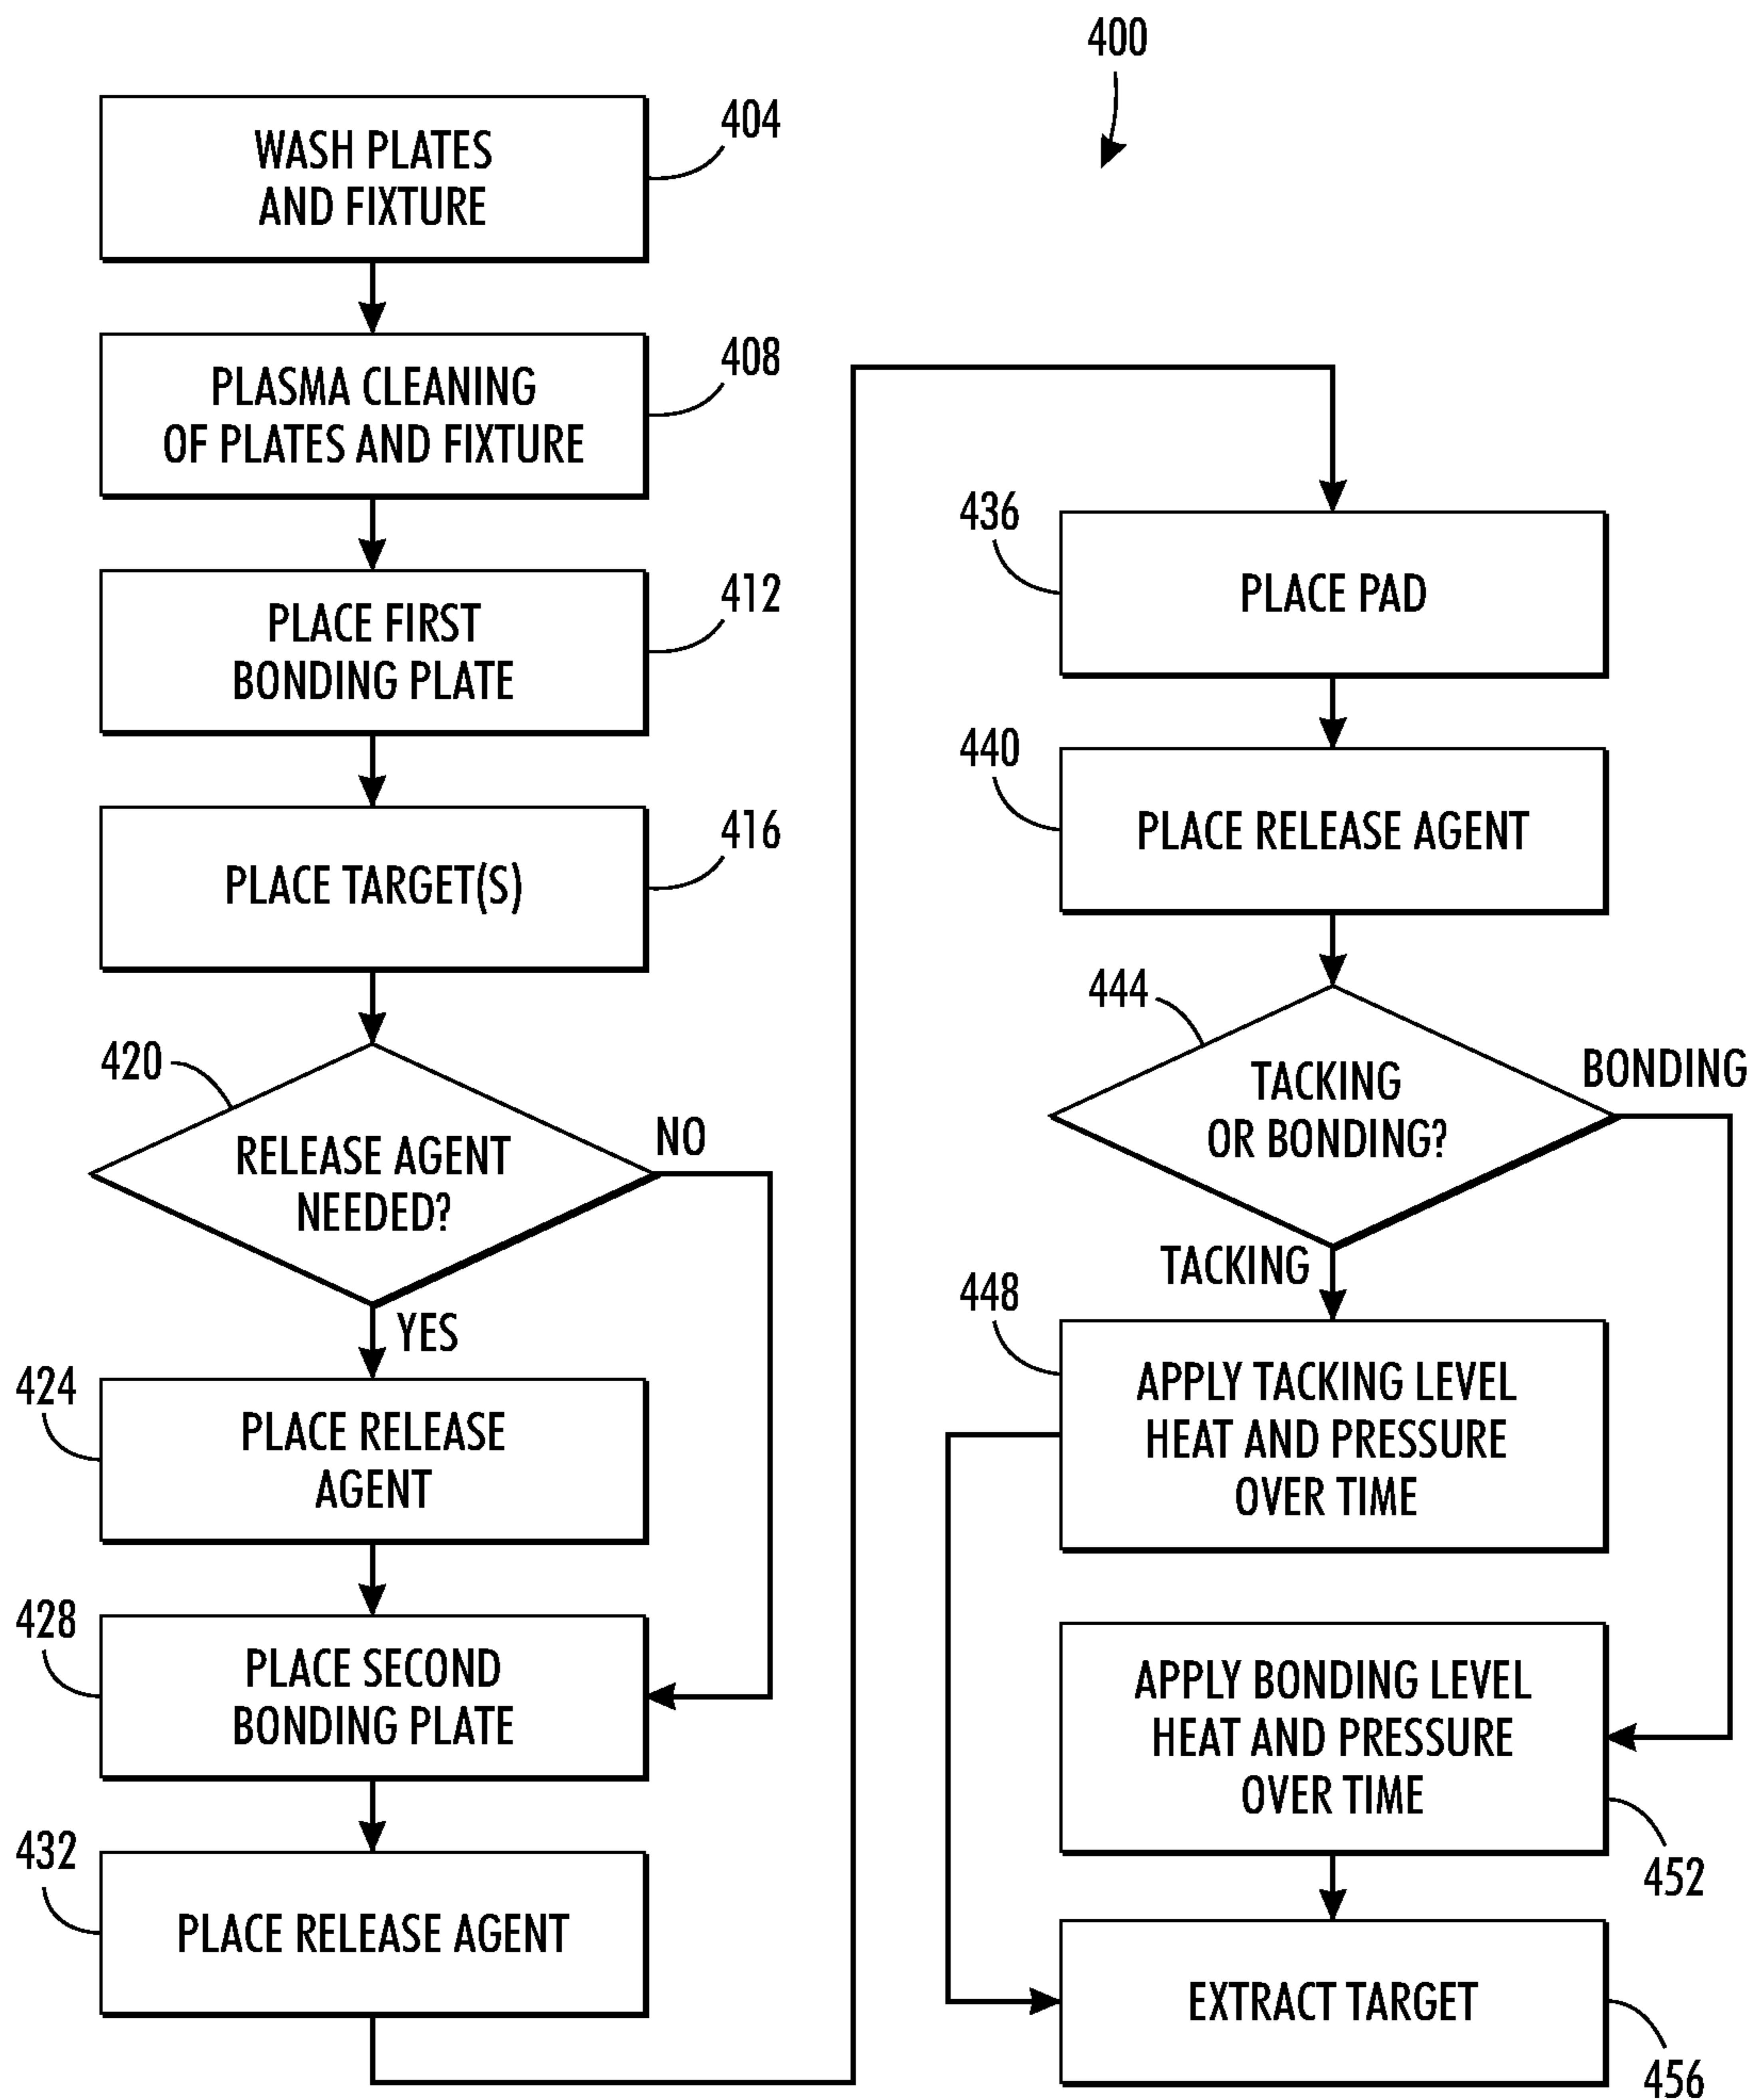 400
WASH PLATES
AND FIXTURE
404
PLASMA CLEANING
OF PLATES AND FIXTURE
408
PLACE FIRST
BONDING PLATE
412
PLACE TARGET(S)
416
420
RELEASE AGENT
NEEDED?
NO
YES
424
PLACE RELEASE
AGENT
428
PLACE SECOND
BONDING PLATE
432
PLACE RELEASE AGENT
436
PLACE PAD
440
PLACE RELEASE AGENT
444
TACKING
OR BONDING?
BONDING
TACKING
448
APPLY TACKING LEVEL
HEAT AND PRESSURE
OVER TIME
APPLY BONDING LEVEL
HEAT AND PRESSURE
OVER TIME
452
EXTRACT TARGET
456